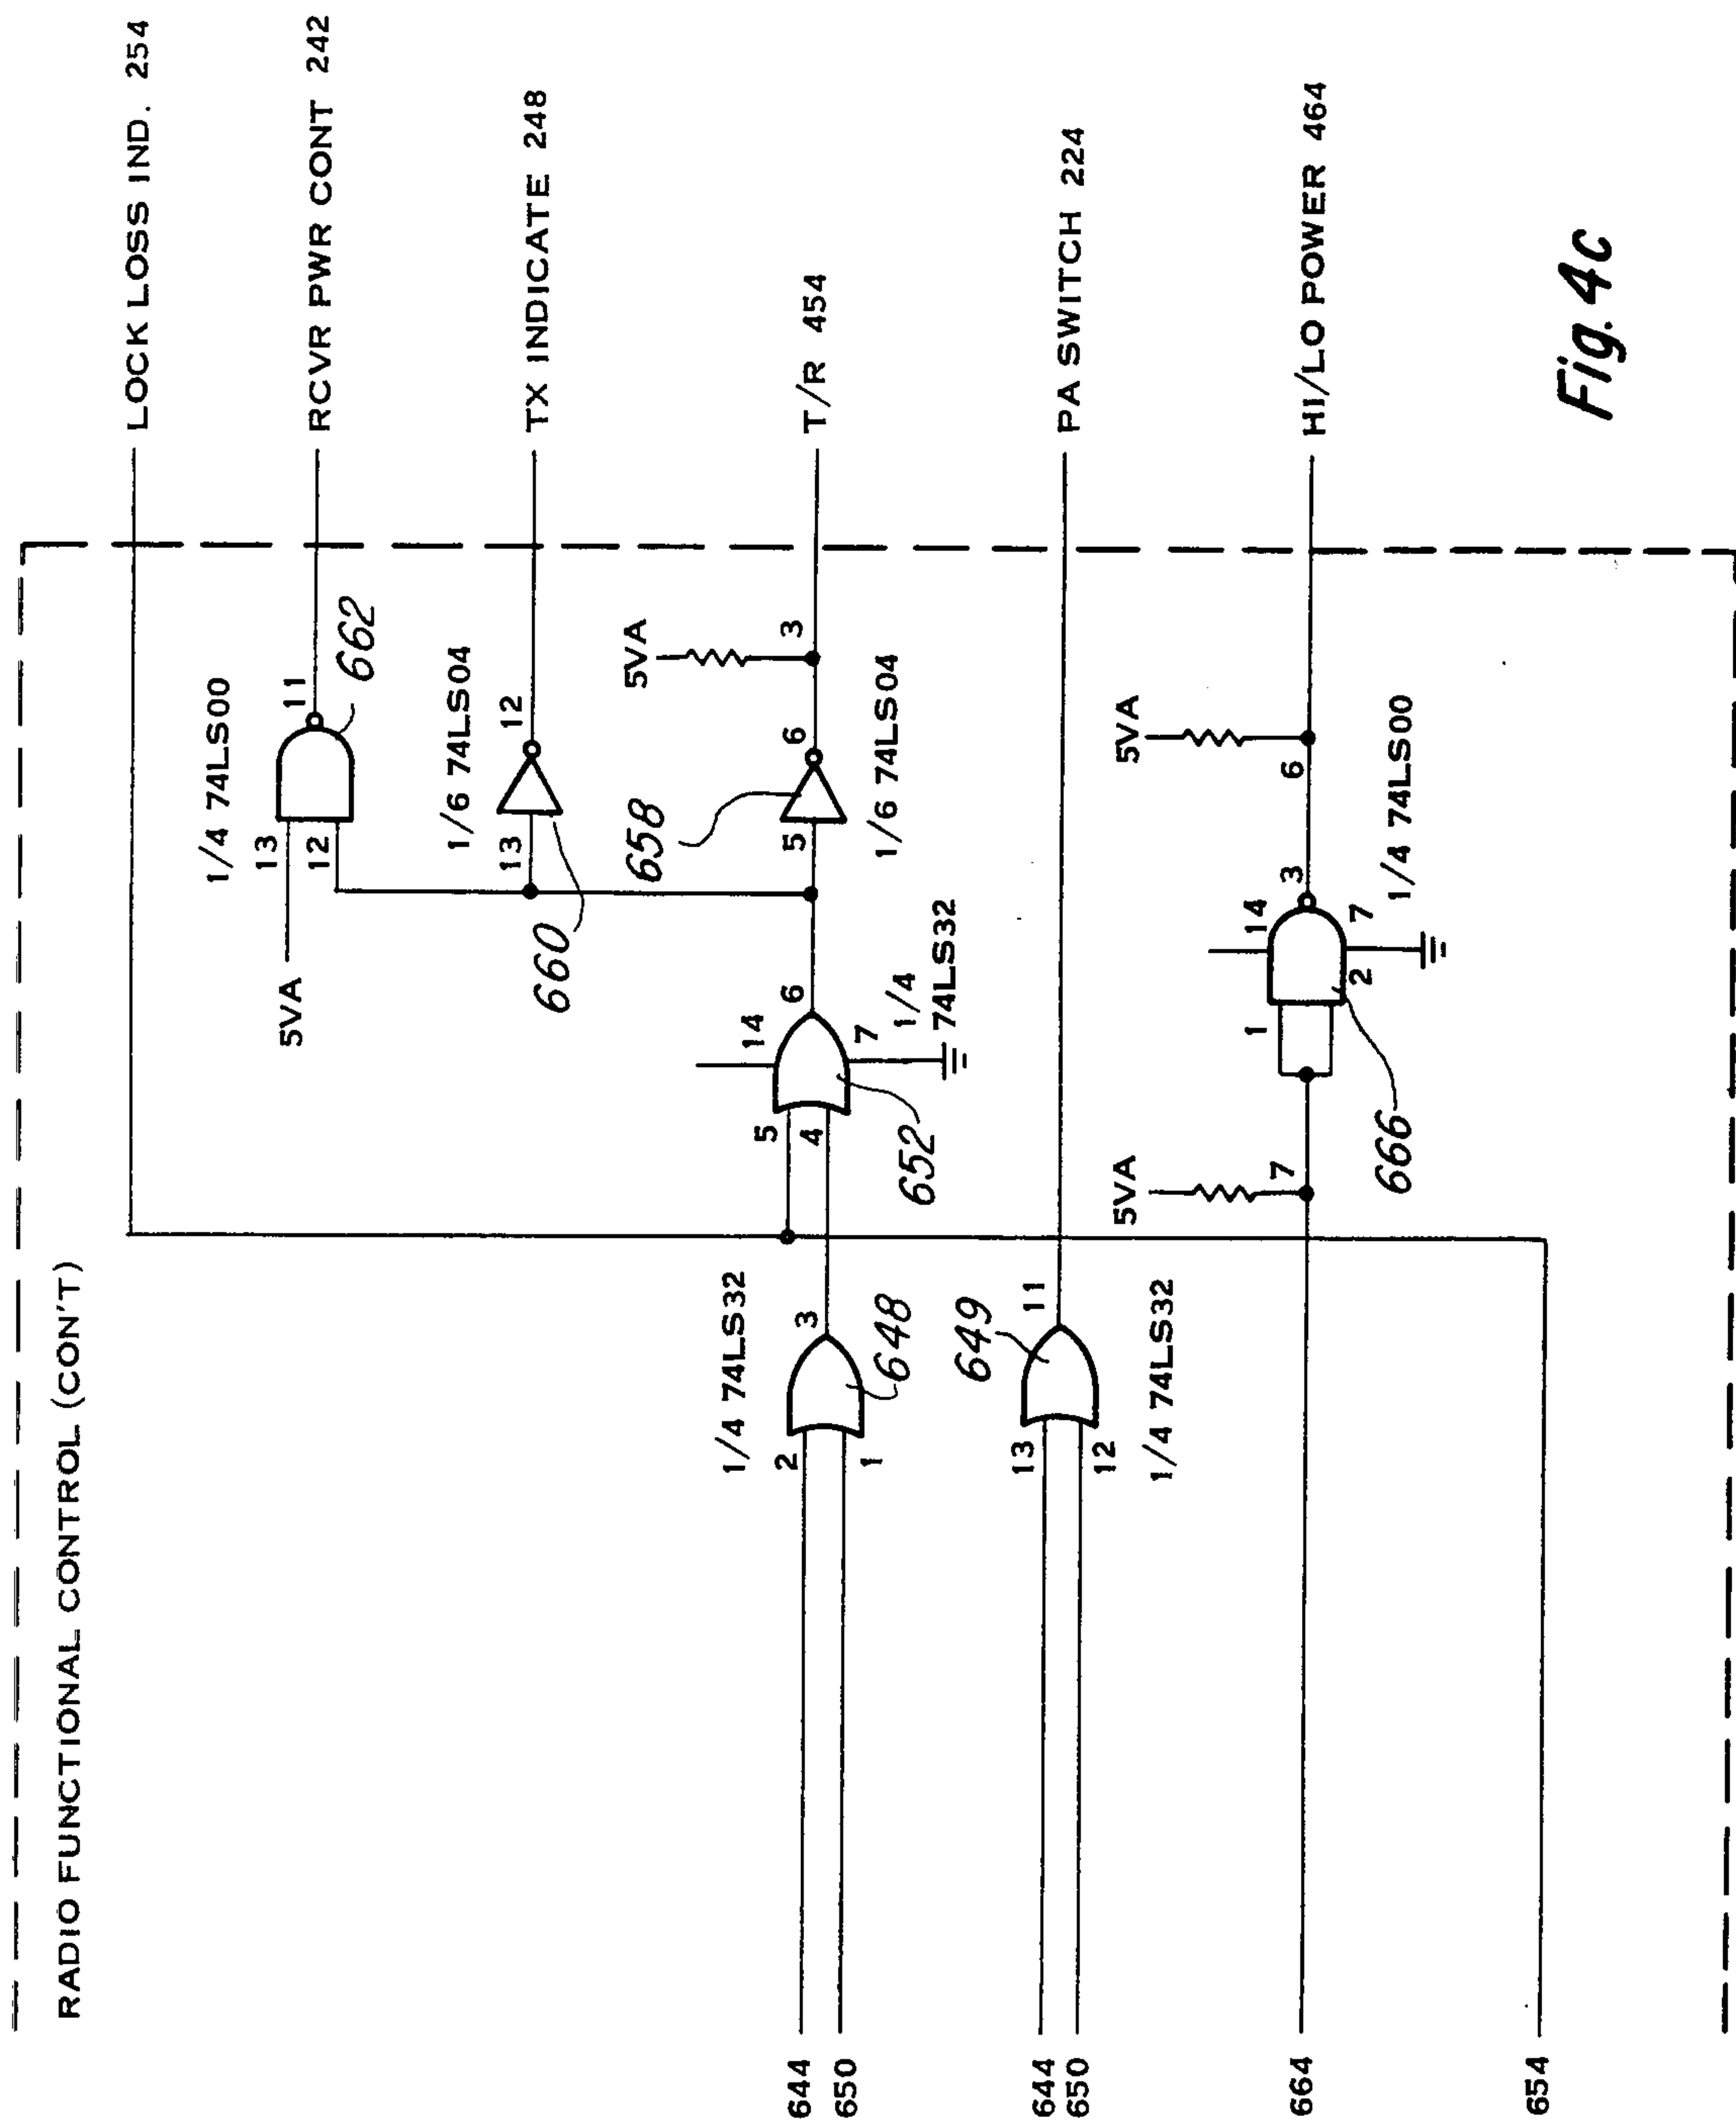 RADIO FUNCTIONAL CONTROL (CON'T)
LOCK LOSS IND. 254
1/4 74LS00
5VA
13
12
11
662
RCVR PWR CONT 242
1/6 74LS04
13
12
660
TX INDICATE 248
644
650
1/4 74LS32
2
1
3
648
5
4
14
6
7
1/4
74LS32
652
658
5
6
1/6 74LS04
5VA
3
T/R 454
644
650
13
12
11
649
1/4 74LS32
PA SWITCH 224
664
5VA
7
1
2
14
3
7
666
1/4 74LS00
5VA
6
HI/LO POWER 464
654
Fig. 4c